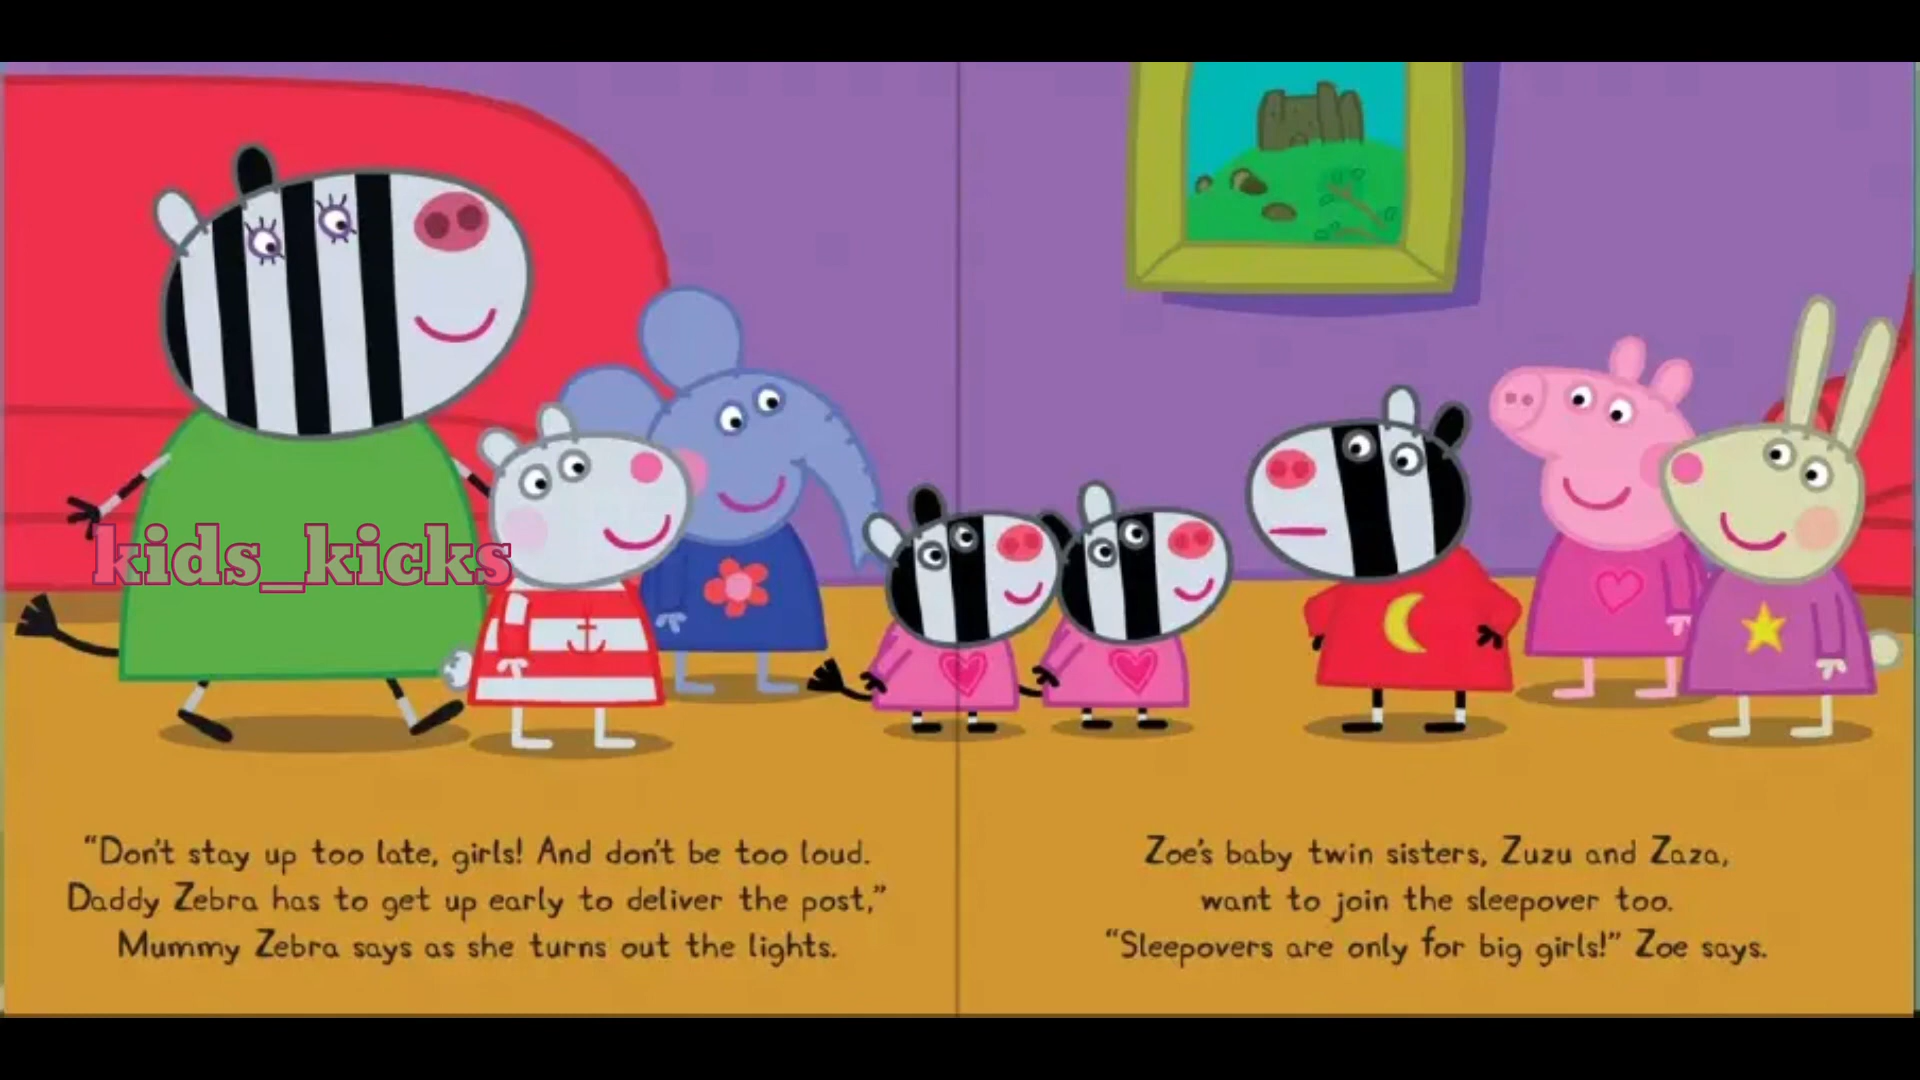 kids_kicks
“Don't stay up too late, girls! And don't be too loud.
Daddy Zebra has to get up early to deliver the post,”
Mummy Zebra says as she turns out the lights.
Zoe's baby twin sisters, Zuzu and Zaza,
want to join the sleepover too.
“Sleepovers are only for big girls!” Zoe says.